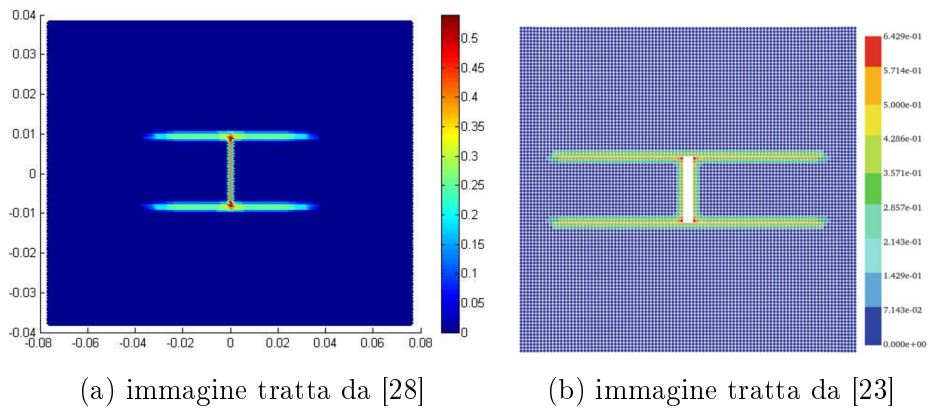 0.04
0.03
0.02
0.01
0
-0.01
-0.02
-0.03
-0.04
-0.08 -0.06 -0.04 -0.02 0 0.02 0.04 0.06 0.08
0.5
0.45
0.4
0.35
0.3
0.25
0.2
0.15
0.1
0.05
0
6.429e-01
5.714e-01
5.000e-01
4.286e-01
3.571e-01
2.857e-01
2.143e-01
1.429e-01
7.143e-02
0.000e+00
(a) immagine tratta da [28]
(b) immagine tratta da [23]